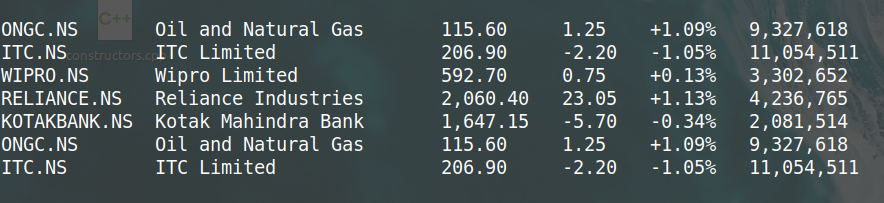 C++
ONGC.NS Oil and Natural Gas 115.60 1.25 +1.09% 9,327,618
ITC.NS ITC Limited 206.90 -2.20 -1.05% 11,054,511
constructors.cpp
WIPRO.NS Wipro Limited 592.70 0.75 +0.13% 3,302,652
RELIANCE.NS Reliance Industries 2,060.40 23.05 +1.13% 4,236,765
KOTAKBANK.NS Kotak Mahindra Bank 1,647.15 -5.70 -0.34% 2,081,514
ONGC.NS Oil and Natural Gas 115.60 1.25 +1.09% 9,327,618
ITC.NS ITC Limited 206.90 -2.20 -1.05% 11,054,511